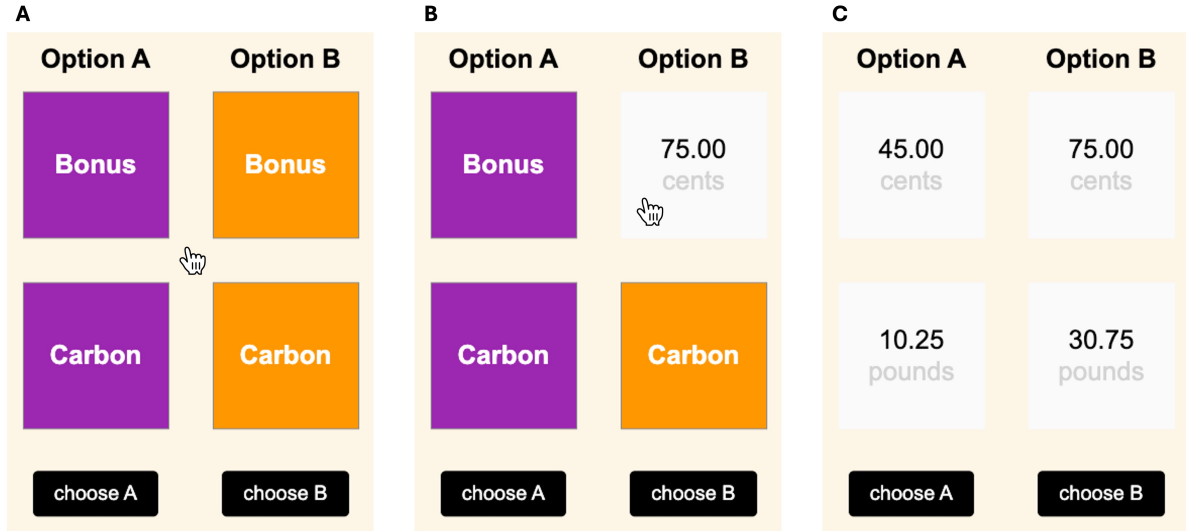 A
Option A Option B
Bonus Bonus
Carbon Carbon
choose A choose B
B
Option A Option B
Bonus 75.00
cents
Carbon Carbon
choose A choose B
C
Option A Option B
45.00 75.00
cents cents
10.25 30.75
pounds pounds
choose A choose B